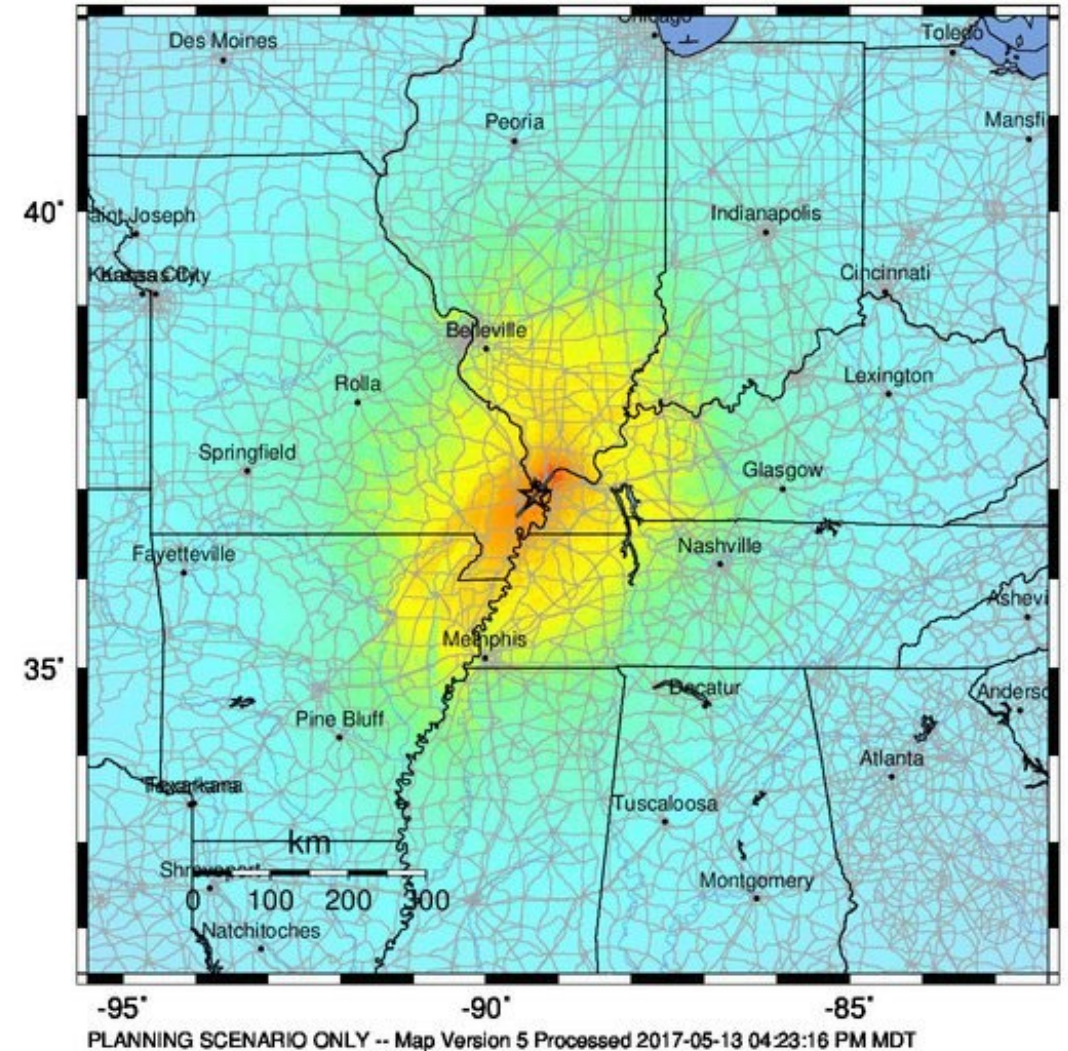 Chicago
Toledo
Des Moines
Peoria
Mansfi
40°
aint Joseph
Indianapolis
Kansas City
Cincinnati
Belleville
Rolla
Lexington
Springfield
Glasgow
Fayetteville
Nashville
Ashevi
35°
Memphis
Decatur
Anderso
Pine Bluff
Atlanta
Texarkana
Tuscaloosa
km
Shreveport
Montgomery
0 100 200 300
Natchitoches
-95° -90° -85°
PLANNING SCENARIO ONLY -- Map Version 5 Processed 2017-05-13 04:23:16 PM MDT